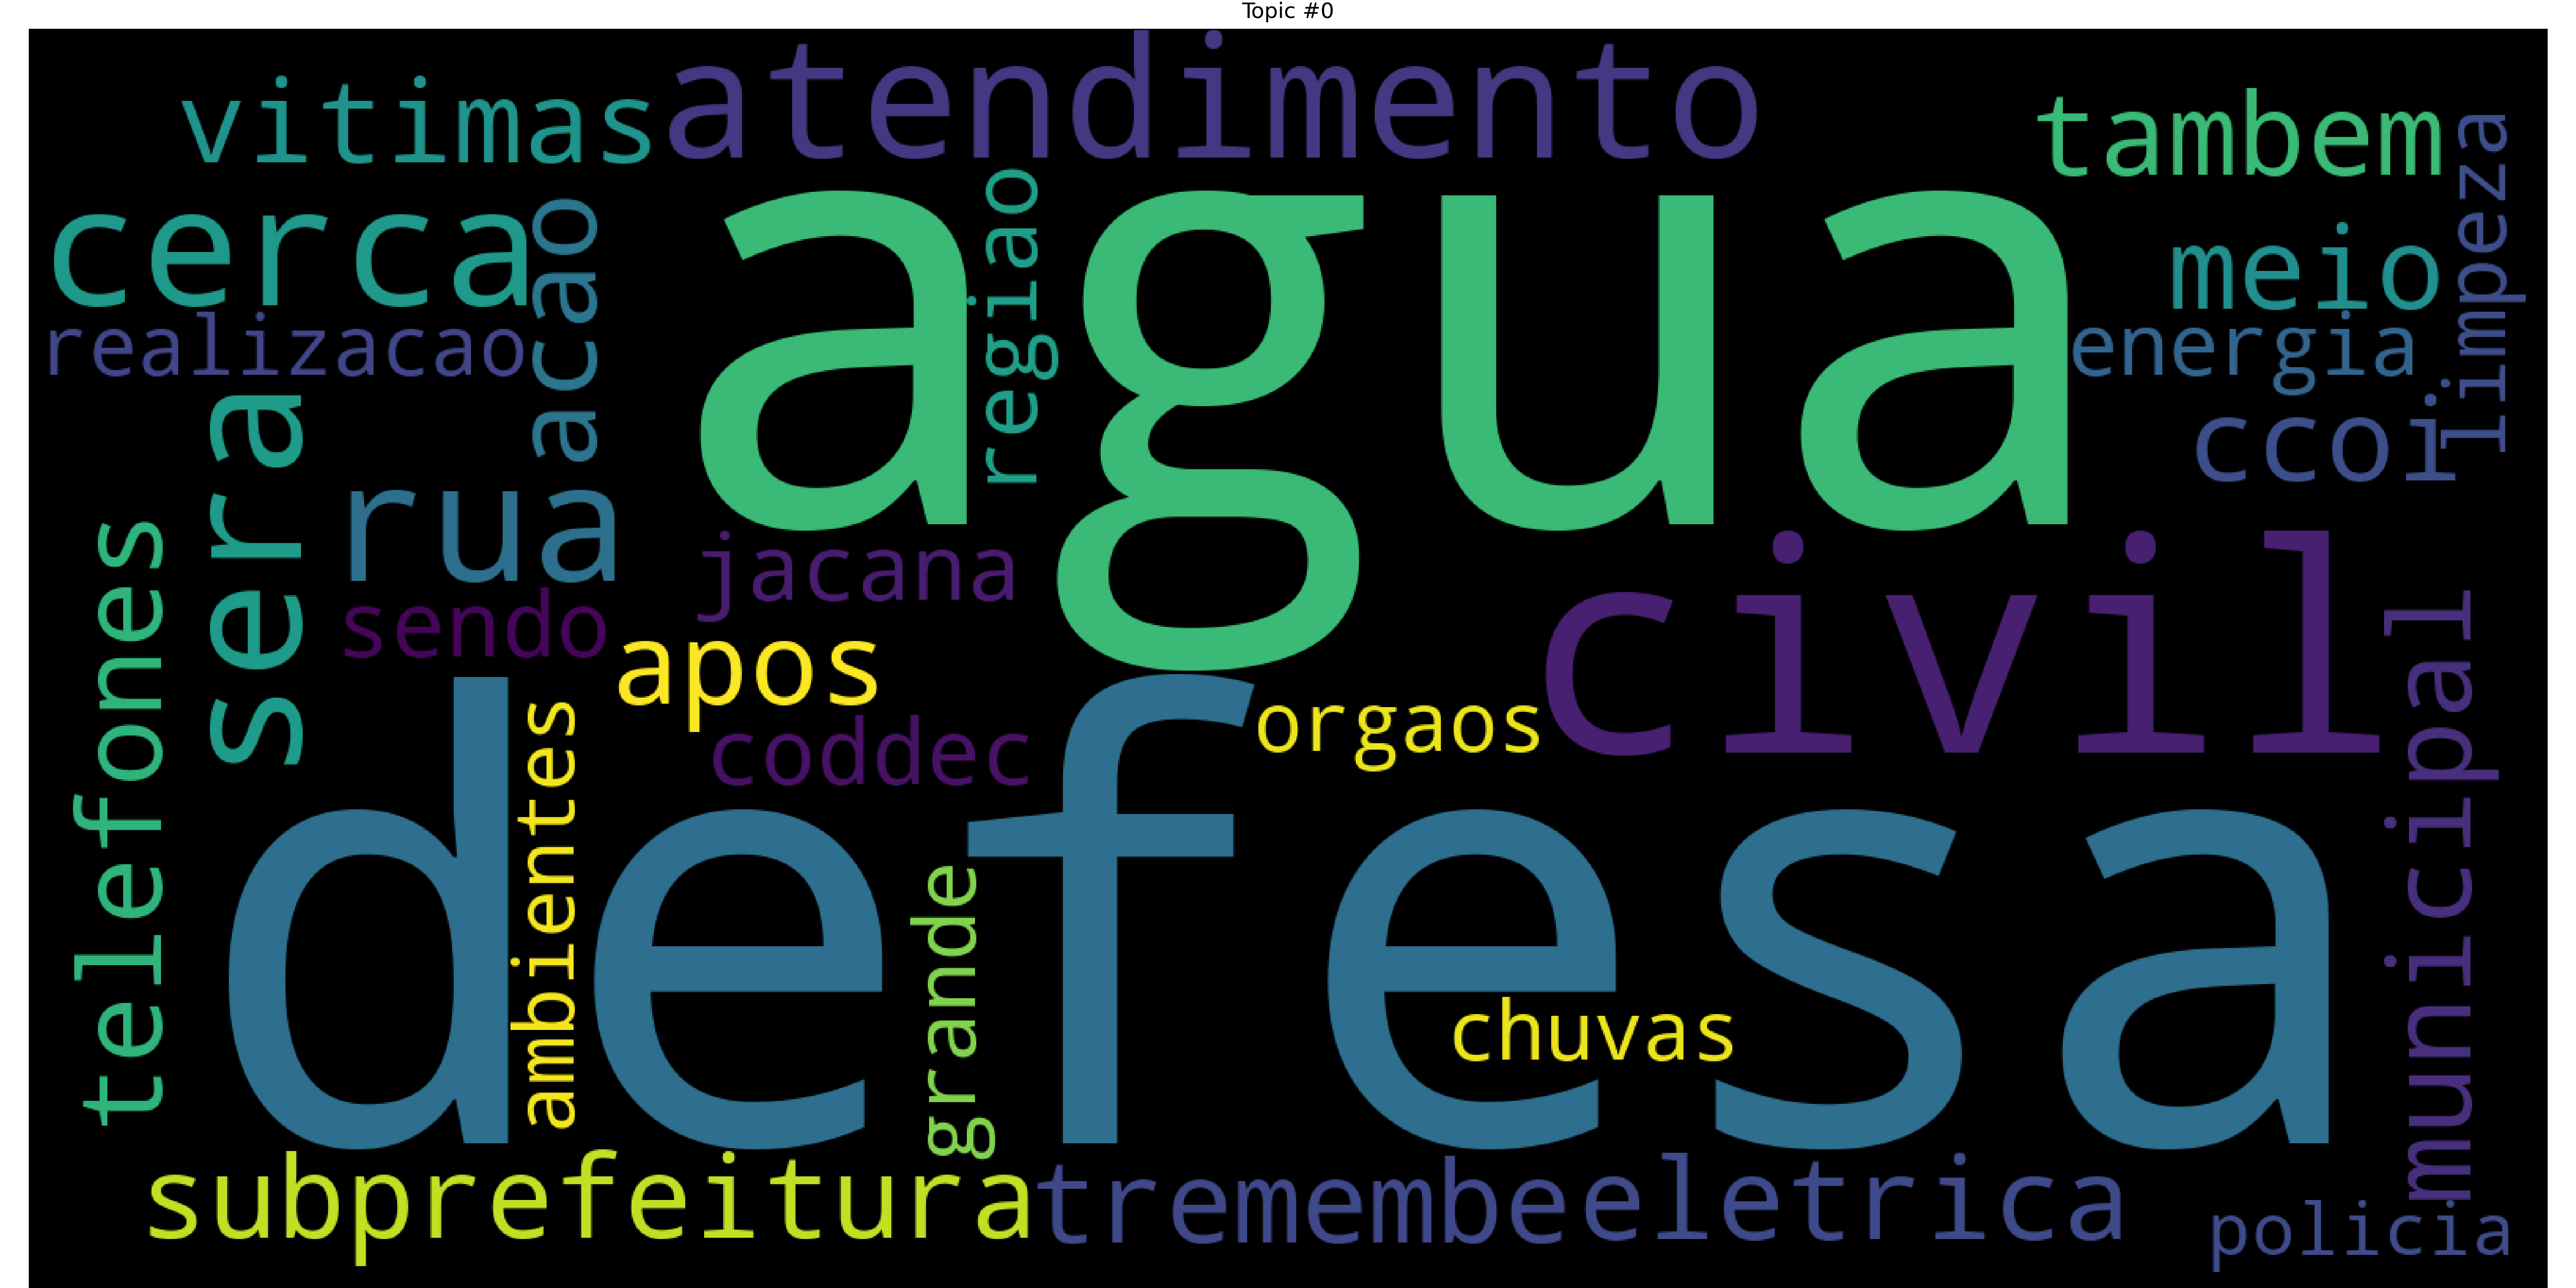 Topic #0
atendimento
vitimas
tambem
limpeza
agua
regiao
cerca
acao
meio
realizacao
energia
sera
ccoi
rua
telefones
jacana
civil
sendo
apos
municipal
orgaos
coddec
ambientes
defesa
grande
chuvas
subprefeitura
tremembe
eletrica
policia